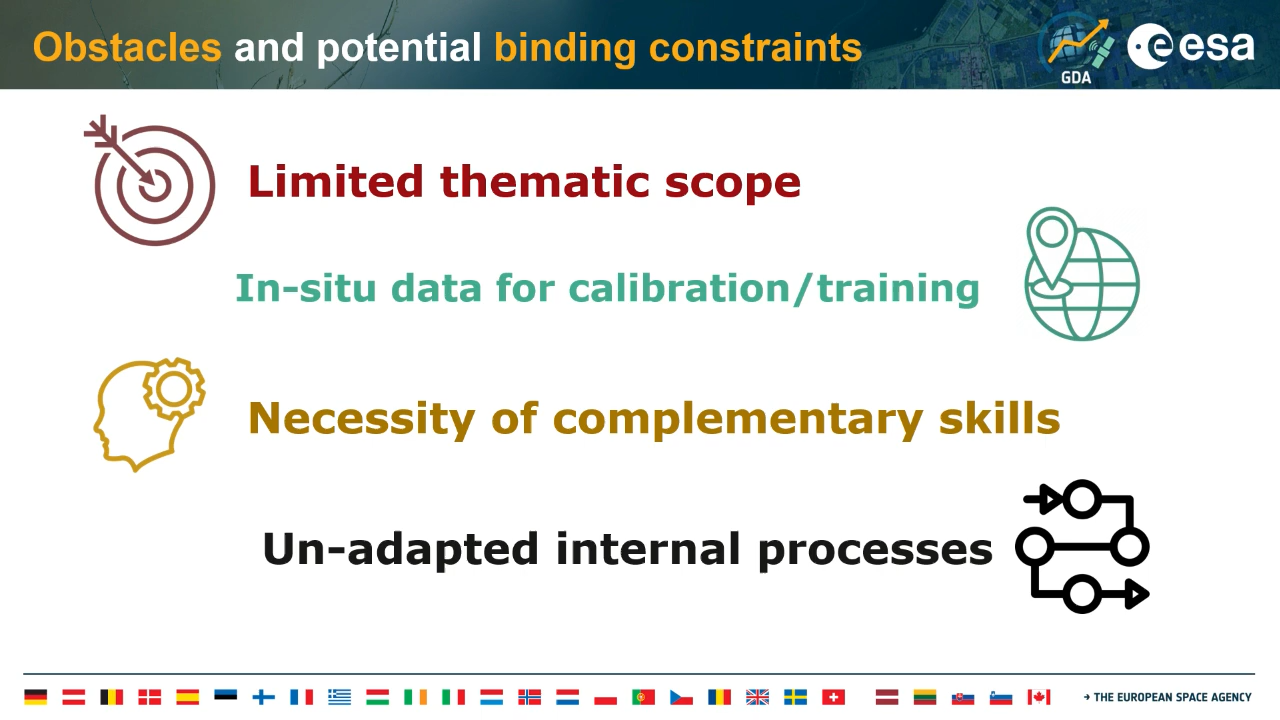 Obstacles and potential binding constraints
GDA
esa
Limited thematic scope
In-situ data for calibration/training
Necessity of complementary skills
Un-adapted internal processes
→ THE EUROPEAN SPACE AGENCY